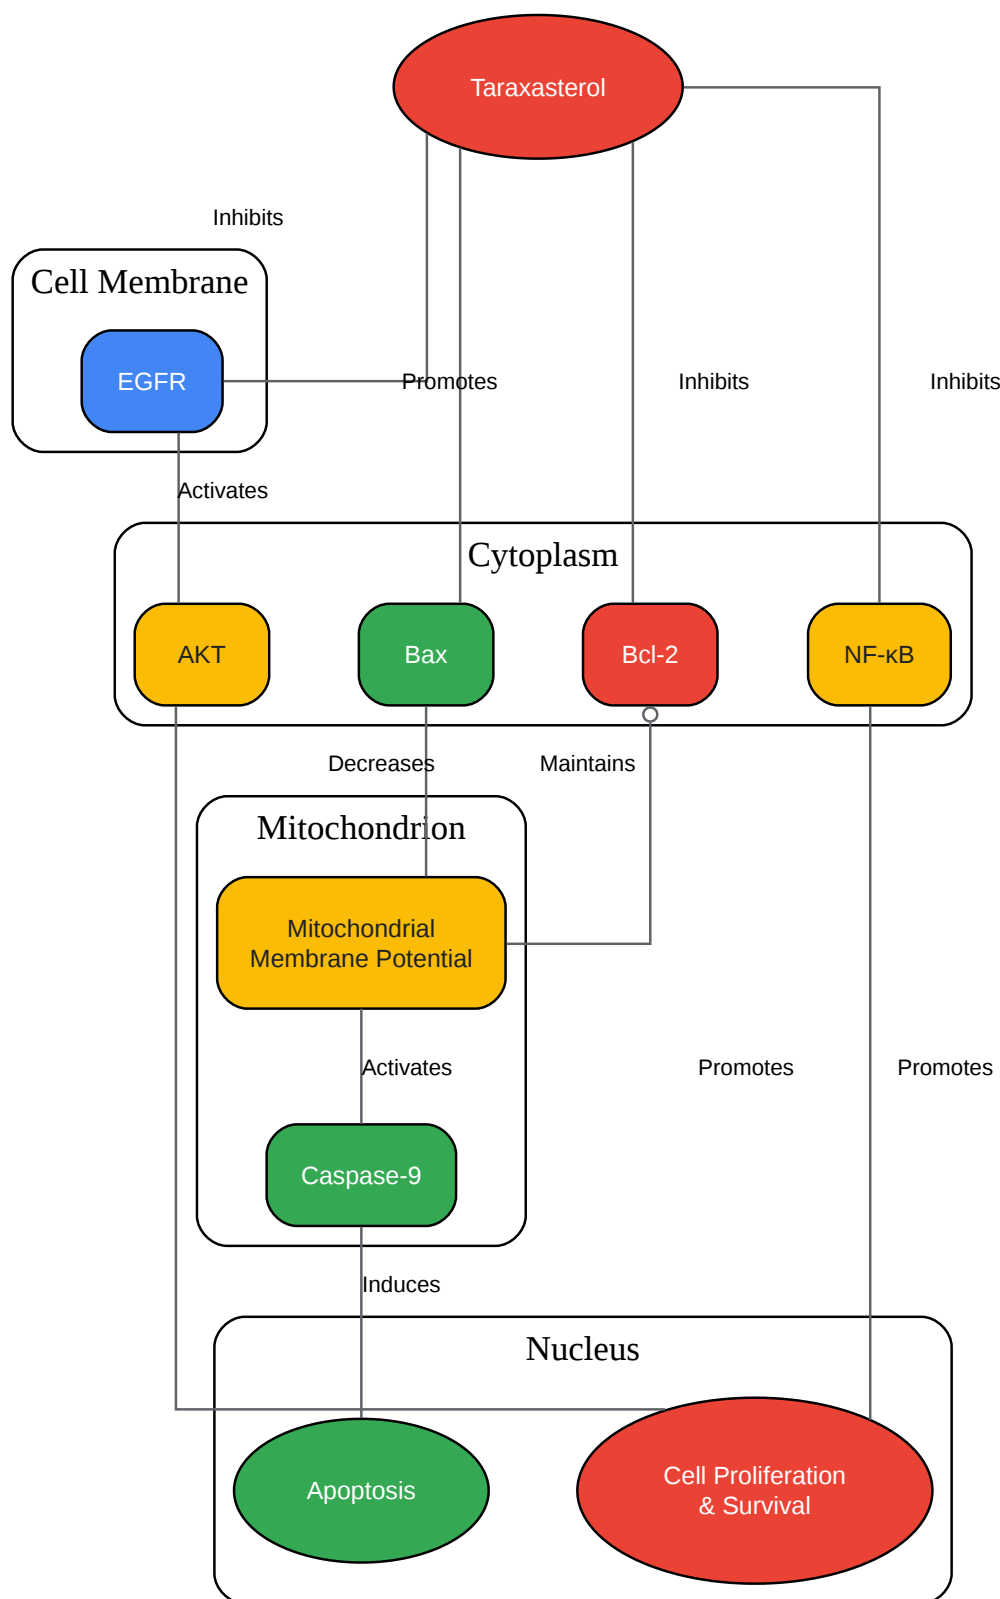 Taraxasterol
Inhibits
Cell Membrane
EGFR
Promotes
Inhibits
Inhibits
Activates
Cytoplasm
AKT
Bax
Bcl-2
NF-κB
Decreases
Maintains
Mitochondrion
Mitochondrial
Membrane Potential
Activates
Promotes
Promotes
Caspase-9
Induces
Nucleus
Apoptosis
Cell Proliferation
& Survival